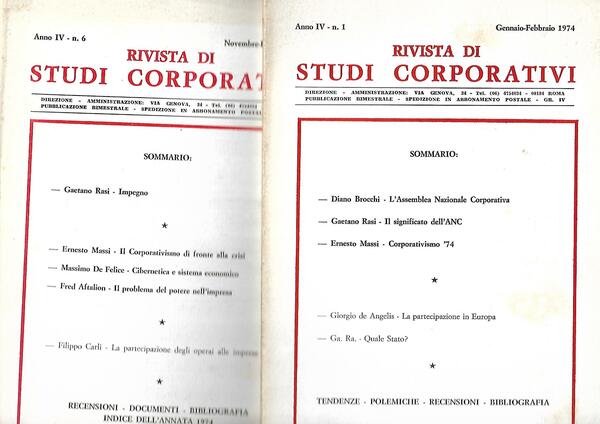 Anno IV - n. 6
Novembre-
RIVISTA DI
STUDI CORPORAT
DIREZIONE - AMMINISTRAZIONE: VIA GENOVA, 24 - Tel. (06) 4754024
PUBBLICAZIONE BIMESTRALE - SPEDIZIONE IN ABBONAMENTO POSTALE
SOMMARIO:
— Gaetano Rasi - Impegno
★
— Ernesto Massi - Il Corporativismo di fronte alla crisi
— Massimo De Felice - Cibernetica e sistema economico
— Fred Aftalion - Il problema del potere nell'impresa
★
— Filippo Carli - La partecipazione degli operai alle imprese
★
RECENSIONI - DOCUMENTI - BIBLIOGRAFIA
INDICE DELL'ANNATA 1974
Anno IV - n. 1
Gennaio-Febbraio 1974
RIVISTA DI
STUDI CORPORATIVI
DIREZIONE - AMMINISTRAZIONE: VIA GENOVA, 24 - Tel. (06) 4754024 - 00184 ROMA
PUBBLICAZIONE BIMESTRALE - SPEDIZIONE IN ABBONAMENTO POSTALE - GR. IV
SOMMARIO:
— Diano Brocchi - L'Assemblea Nazionale Corporativa
— Gaetano Rasi - Il significato dell'ANC
— Ernesto Massi - Corporativismo '74
★
— Giorgio de Angelis - La partecipazione in Europa
— Ga. Ra. - Quale Stato?
★
TENDENZE - POLEMICHE - RECENSIONI - BIBLIOGRAFIA